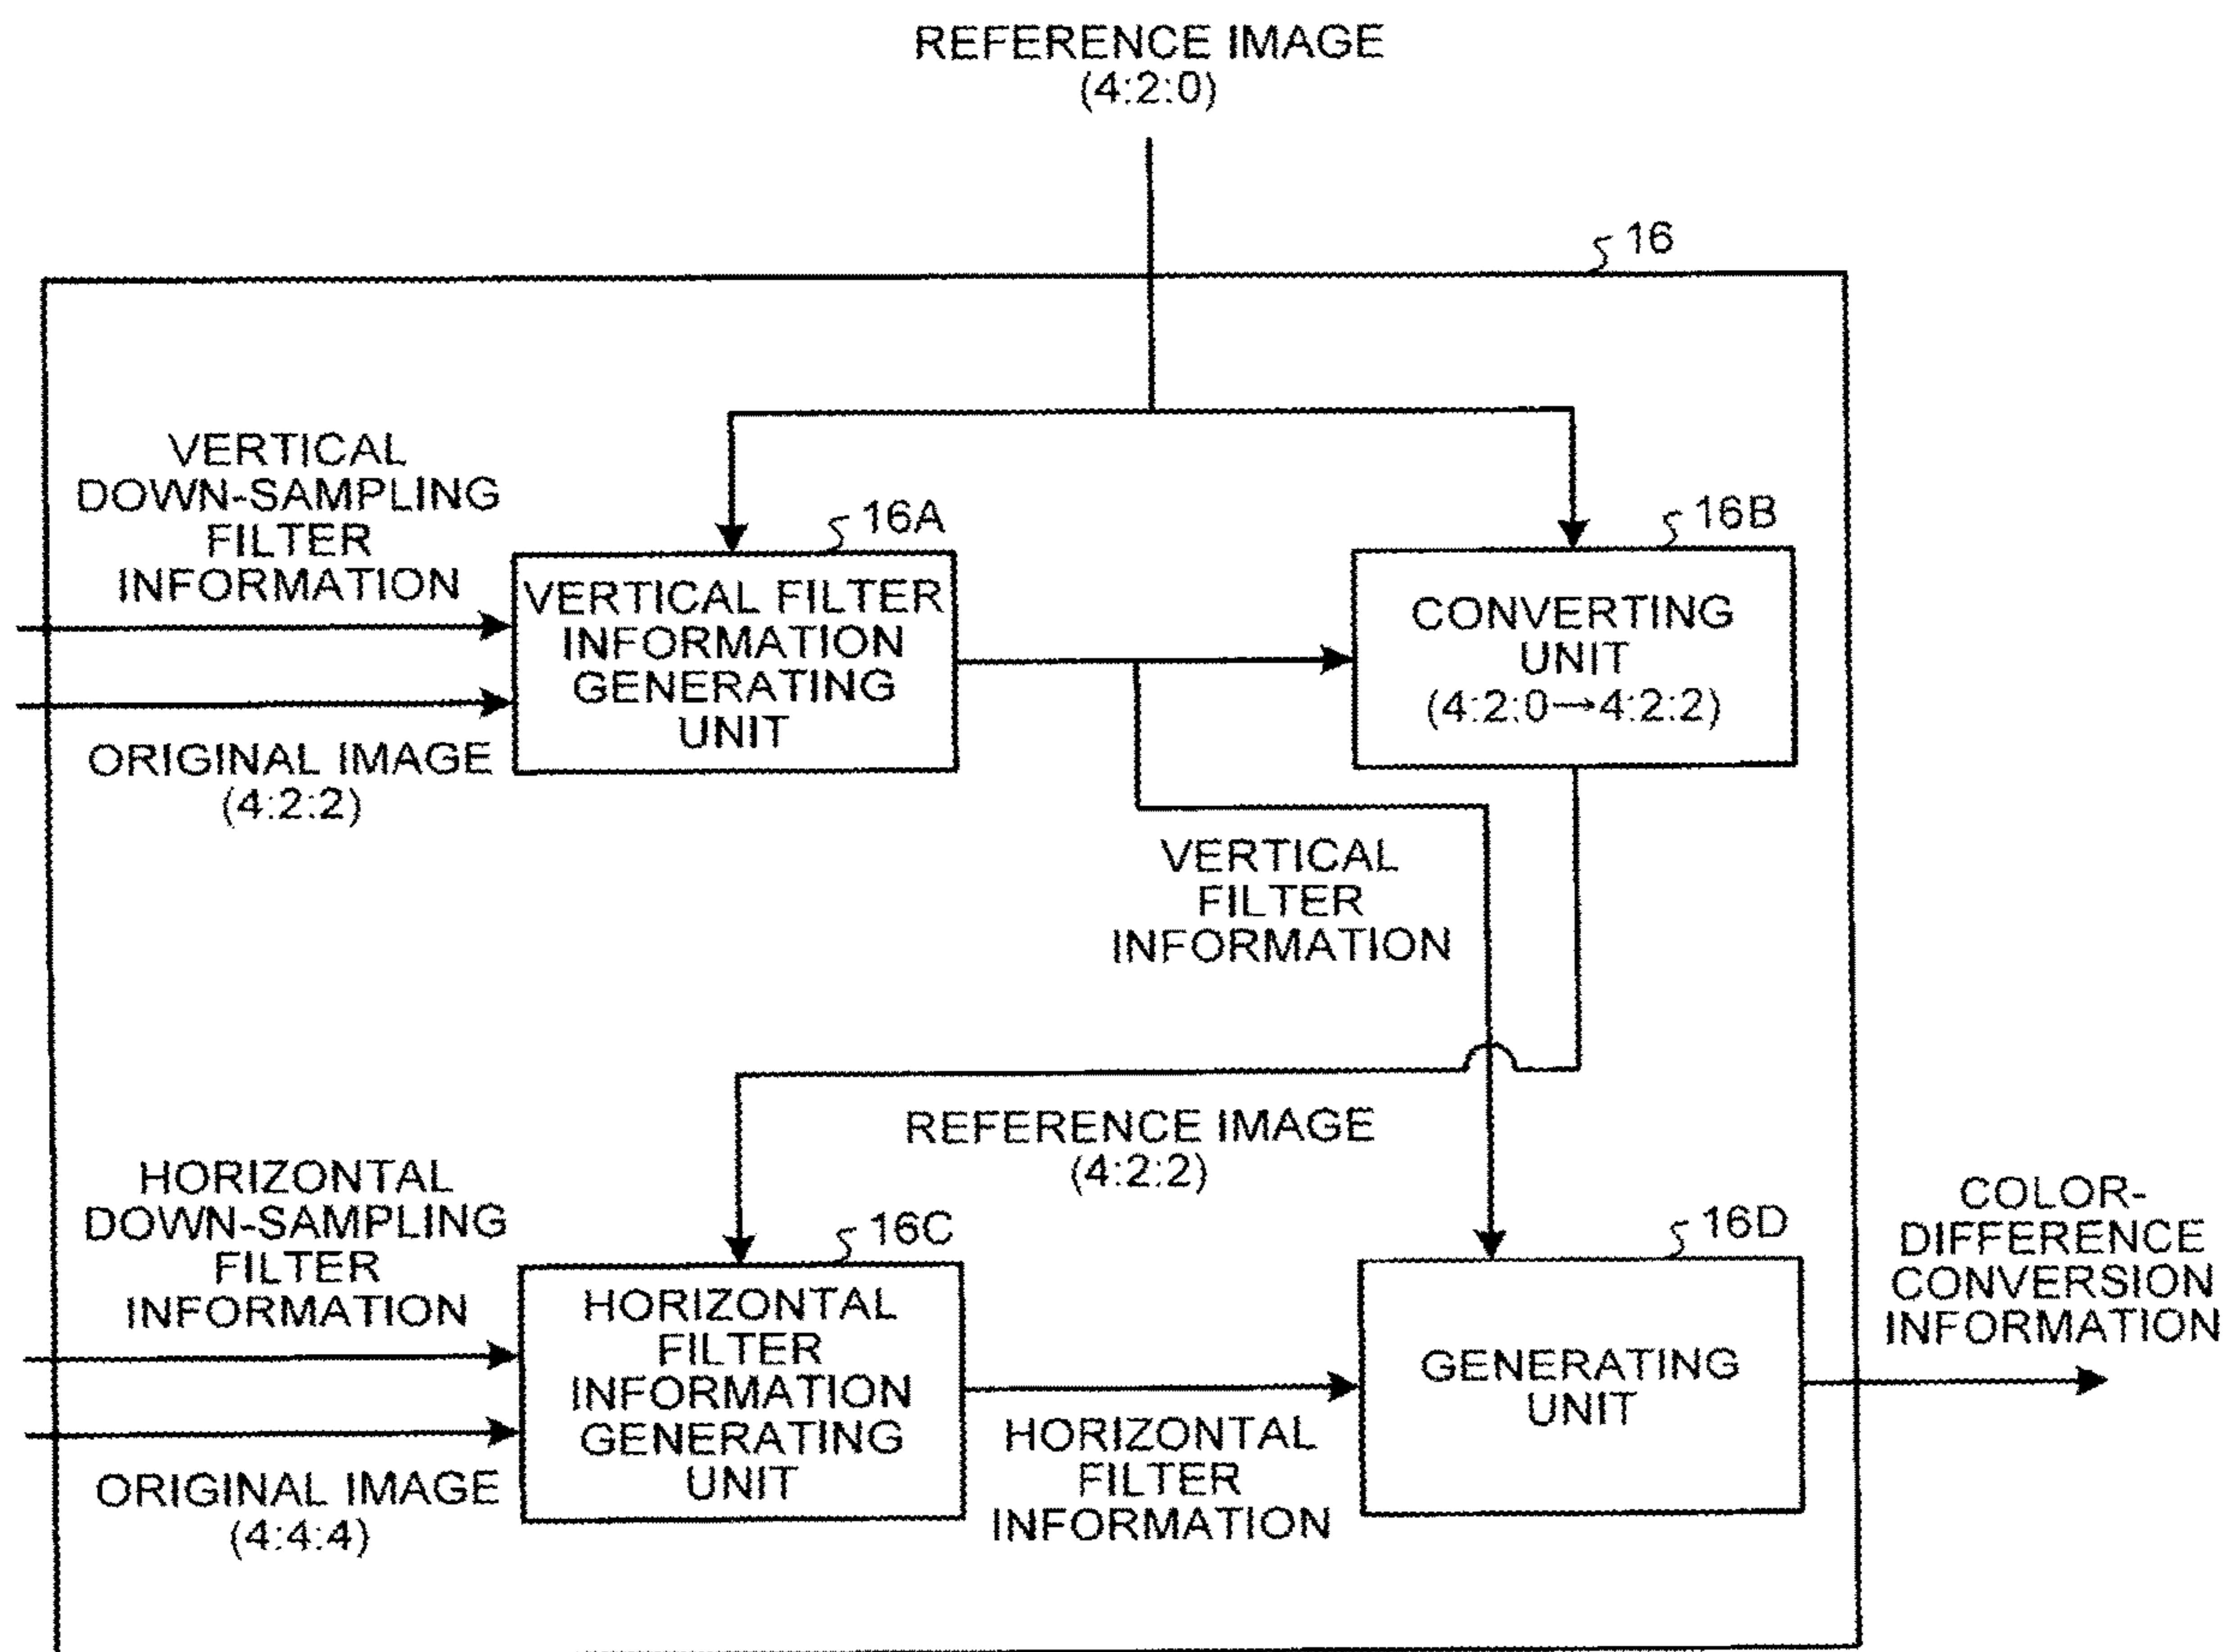 REFERENCE IMAGE
(4:2:0)
16
VERTICAL
DOWN-SAMPLING
FILTER
INFORMATION
16A
16B
VERTICAL FILTER
INFORMATION
GENERATING
UNIT
CONVERTING
UNIT
(4:2:0→4:2:2)
ORIGINAL IMAGE
(4:2:2)
VERTICAL
FILTER
INFORMATION
REFERENCE IMAGE
(4:2:2)
HORIZONTAL
DOWN-SAMPLING
FILTER
INFORMATION
16C
16D
COLOR-
DIFFERENCE
CONVERSION
INFORMATION
HORIZONTAL
FILTER
INFORMATION
GENERATING
UNIT
GENERATING
UNIT
HORIZONTAL
FILTER
INFORMATION
ORIGINAL IMAGE
(4:4:4)